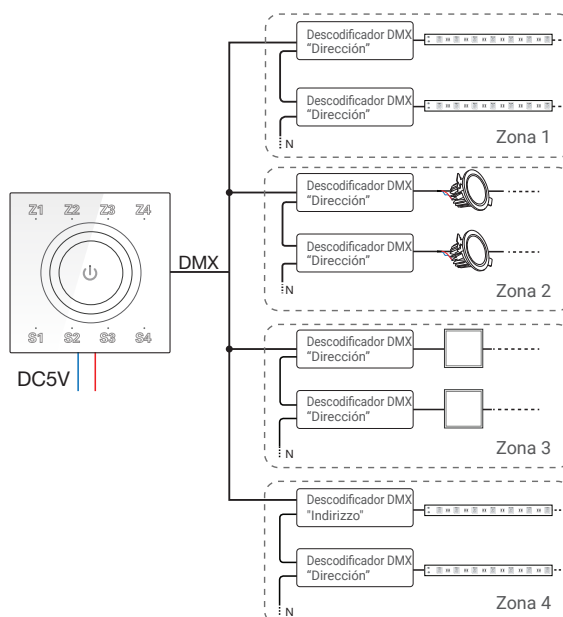 Descodificador DMX
“Dirección”
Descodificador DMX
“Dirección”
N
Zona 1
Z1 Z2 Z3 Z4
S1 S2 S3 S4
DC5V
DMX
Descodificador DMX
“Dirección”
Descodificador DMX
“Dirección”
N
Zona 2
Descodificador DMX
“Dirección”
Descodificador DMX
“Dirección”
N
Zona 3
Descodificador DMX
"Indirizzo"
Descodificador DMX
“Dirección”
N
Zona 4